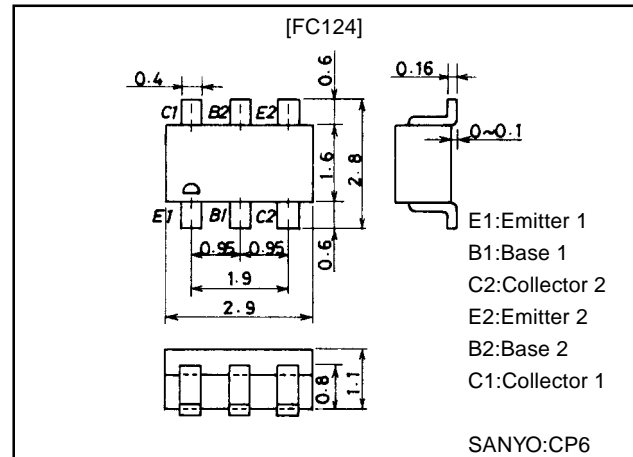 [FC124]
0.4
C1 B2 E2
0.6
1.6
2.8
0.6
E1 B1 C2
0.95 0.95
1.9
2.9
0.16
0~0.1
0.8
1.1
E1:Emitter 1
B1:Base 1
C2:Collector 2
E2:Emitter 2
B2:Base 2
C1:Collector 1
SANYO:CP6